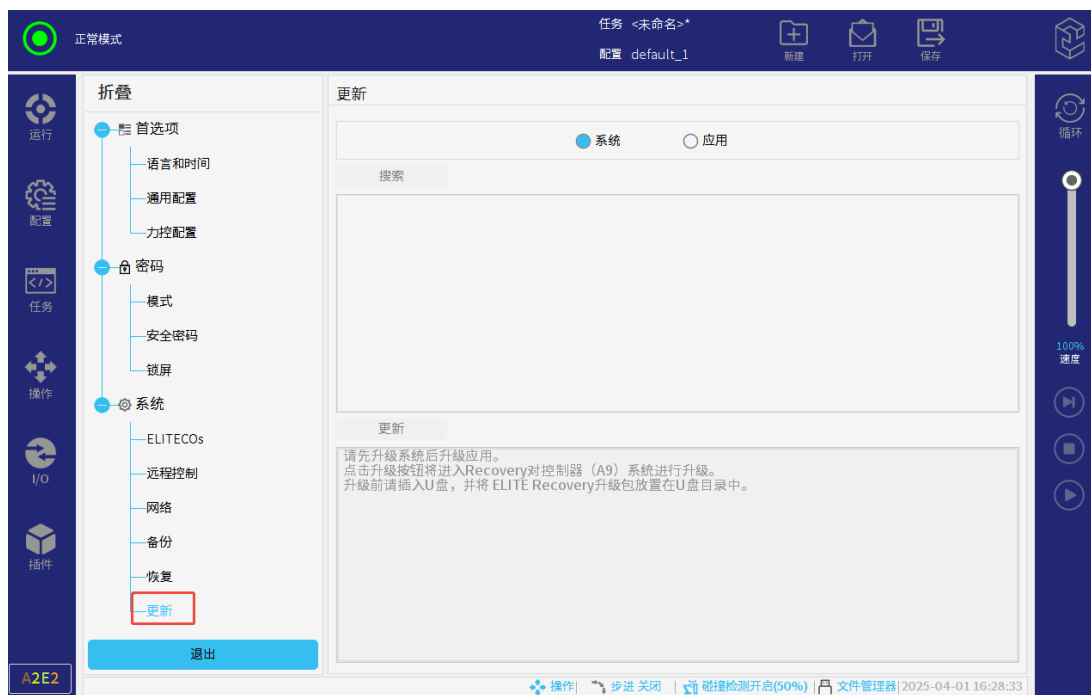 正常模式
任务 <未命名>*
配置 default_1
新建
打开
保存
运行
配置
任务
操作
I/O
插件
A2E2
折叠
首选项
语言和时间
通用配置
力控配置
密码
模式
安全密码
锁屏
系统
ELITECOs
远程控制
网络
备份
恢复
更新
退出
更新
系统 应用
搜索
更新
请先升级系统后升级应用。
点击升级按钮将进入Recovery对控制器（A9）系统进行升级。
升级前请插入U盘，并将 ELITE Recovery升级包放置在U盘目录中。
循环
100%
速度
操作| 步进 关闭 | 碰撞检测开启(50%) | 文件管理器|2025-04-01 16:28:33